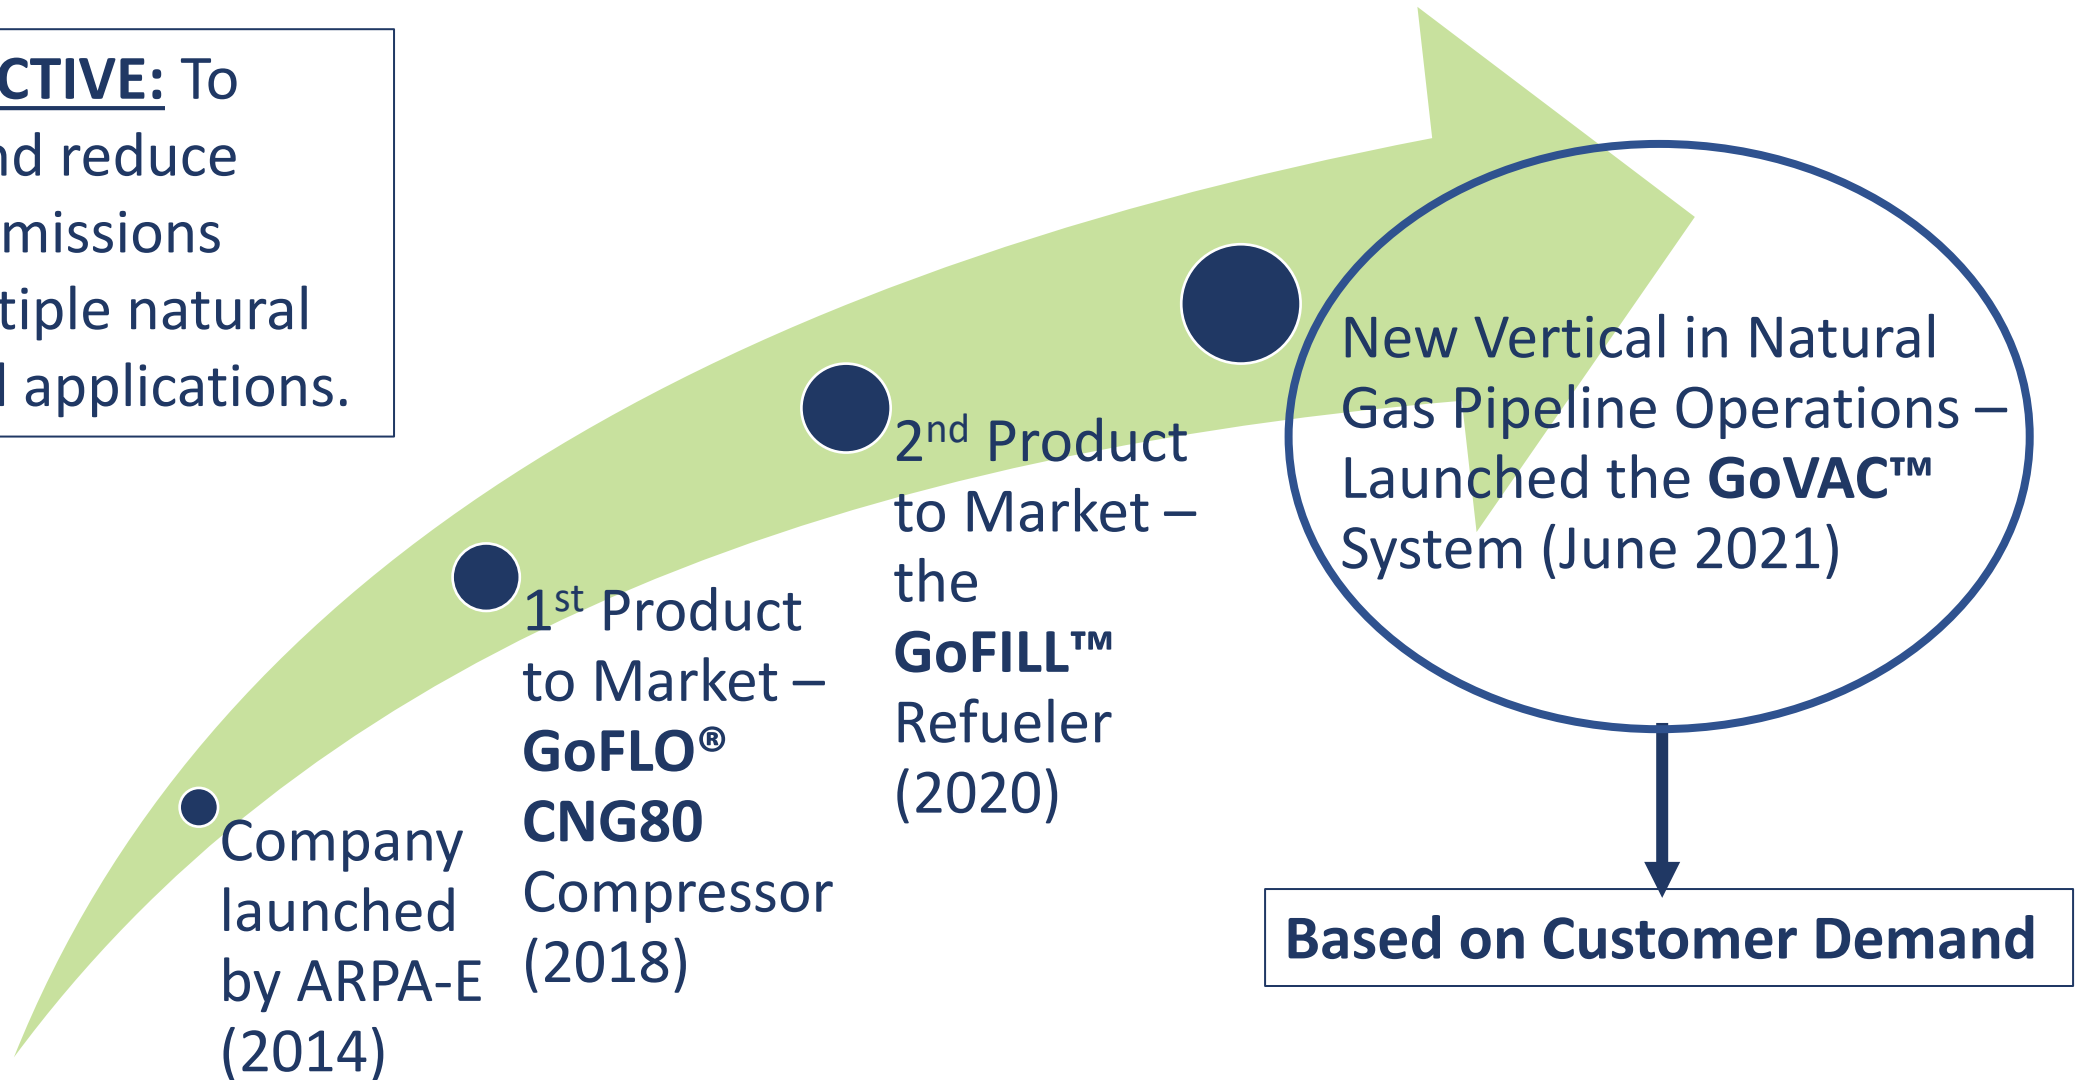 CTIVE: To
nd reduce
missions
tiple natural
applications.
New Vertical in Natural
Gas Pipeline Operations –
Launched the GoVAC™
System (June 2021)
2nd Product
to Market –
the
GoFILL™
Refueler
(2020)
1st Product
to Market –
GoFLO®
CNG80
Compressor
(2018)
Company
launched
by ARPA-E
(2014)
Based on Customer Demand